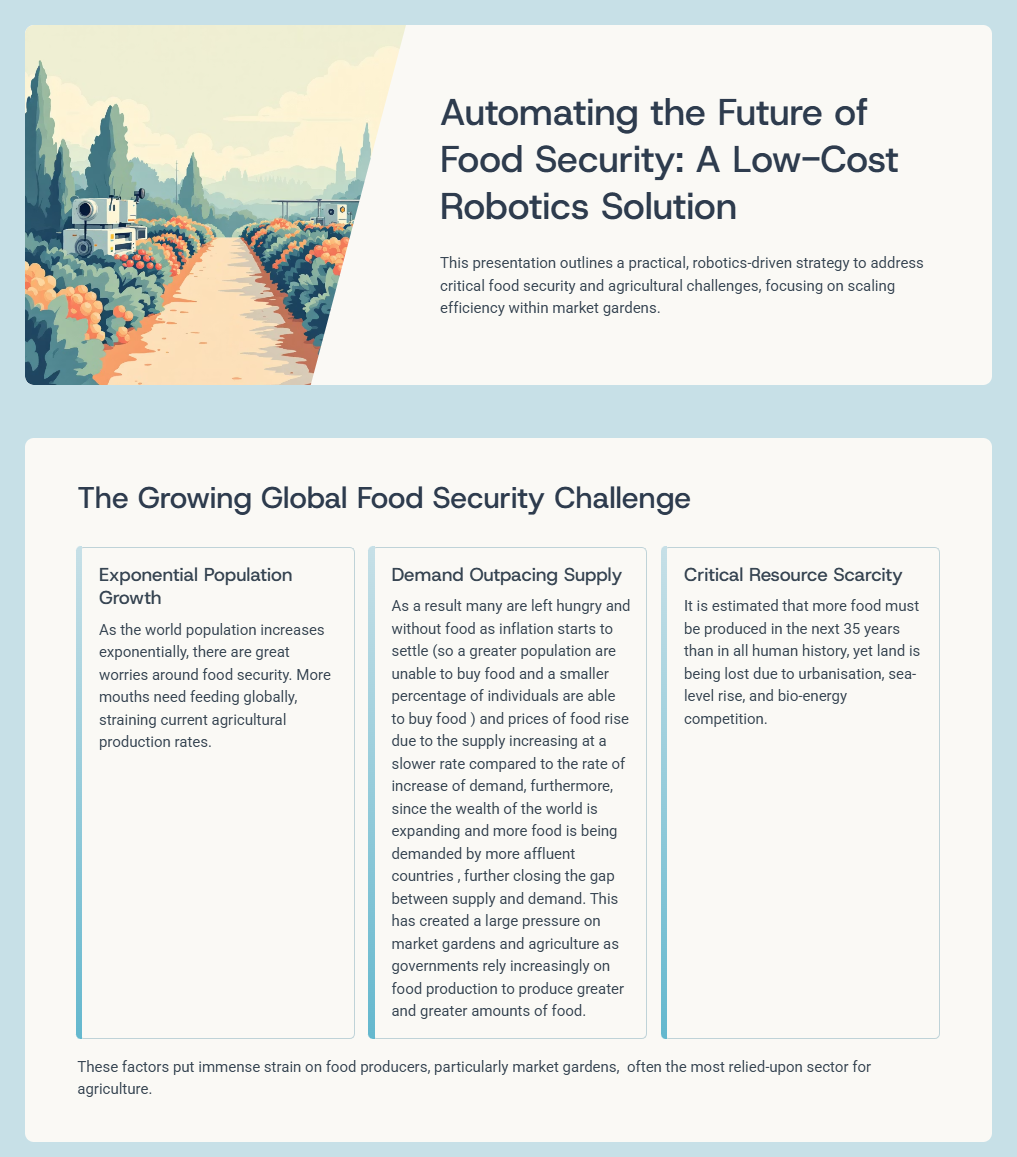 Automating the Future of
Food Security: A Low-Cost
Robotics Solution
This presentation outlines a practical, robotics-driven strategy to address
critical food security and agricultural challenges, focusing on scaling
efficiency within market gardens.
The Growing Global Food Security Challenge
Exponential Population
Growth
As the world population increases
exponentially, there are great
worries around food security. More
mouths need feeding globally,
straining current agricultural
production rates.
Demand Outpacing Supply
As a result many are left hungry and
without food as inflation starts to
settle (so a greater population are
unable to buy food and a smaller
percentage of individuals are able
to buy food ) and prices of food rise
due to the supply increasing at a
slower rate compared to the rate of
increase of demand, furthermore,
since the wealth of the world is
expanding and more food is being
demanded by more affluent
countries , further closing the gap
between supply and demand. This
has created a large pressure on
market gardens and agriculture as
governments rely increasingly on
food production to produce greater
and greater amounts of food.
Critical Resource Scarcity
It is estimated that more food must
be produced in the next 35 years
than in all human history, yet land is
being lost due to urbanisation, sea-
level rise, and bio-energy
competition.
These factors put immense strain on food producers, particularly market gardens,  often the most relied-upon sector for
agriculture.